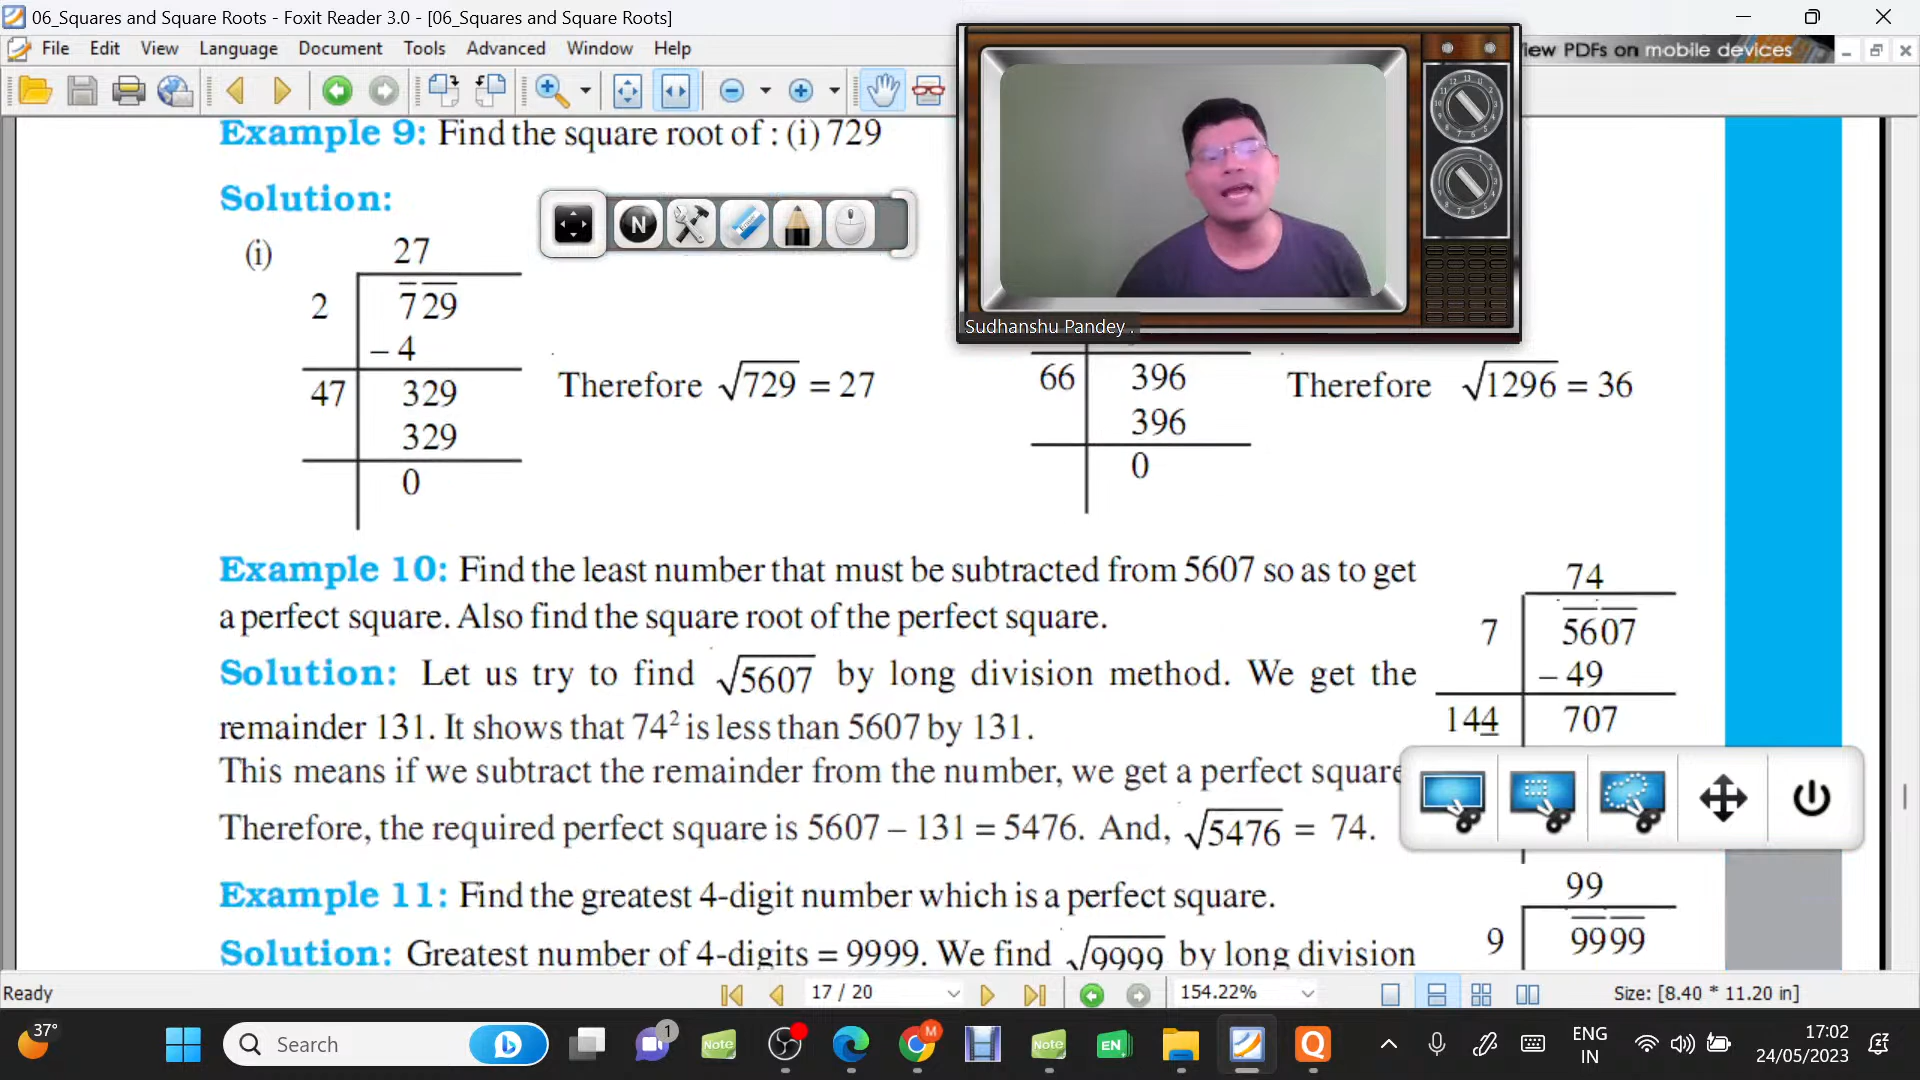 06_Squares and Square Roots - Foxit Reader 3.0 - [06_Squares and Square Roots]
File Edit View Language Document Tools Advanced Window Help
iew PDFs on mobile devices
Example 9: Find the square root of : (i) 729
Solution:
(i)
27
2 729
– 4
47 329
329
0
Therefore √729 = 27
N
Sudhanshu Pandey .
66 396
396
0
Therefore √1296 = 36
Example 10: Find the least number that must be subtracted from 5607 so as to get
a perfect square. Also find the square root of the perfect square.
Solution: Let us try to find √5607 by long division method. We get the
remainder 131. It shows that 74² is less than 5607 by 131.
This means if we subtract the remainder from the number, we get a perfect square
Therefore, the required perfect square is 5607 – 131 = 5476. And, √5476 = 74.
74
7 5607
– 49
144 707
Example 11: Find the greatest 4-digit number which is a perfect square.
Solution: Greatest number of 4-digits = 9999. We find √9999 by long division
99
9 9999
Ready
17 / 20
154.22%
Size: [8.40 * 11.20 in]
37°
Search
1
Note
M
Note
EN
Q
ENG
IN
17:02
24/05/2023